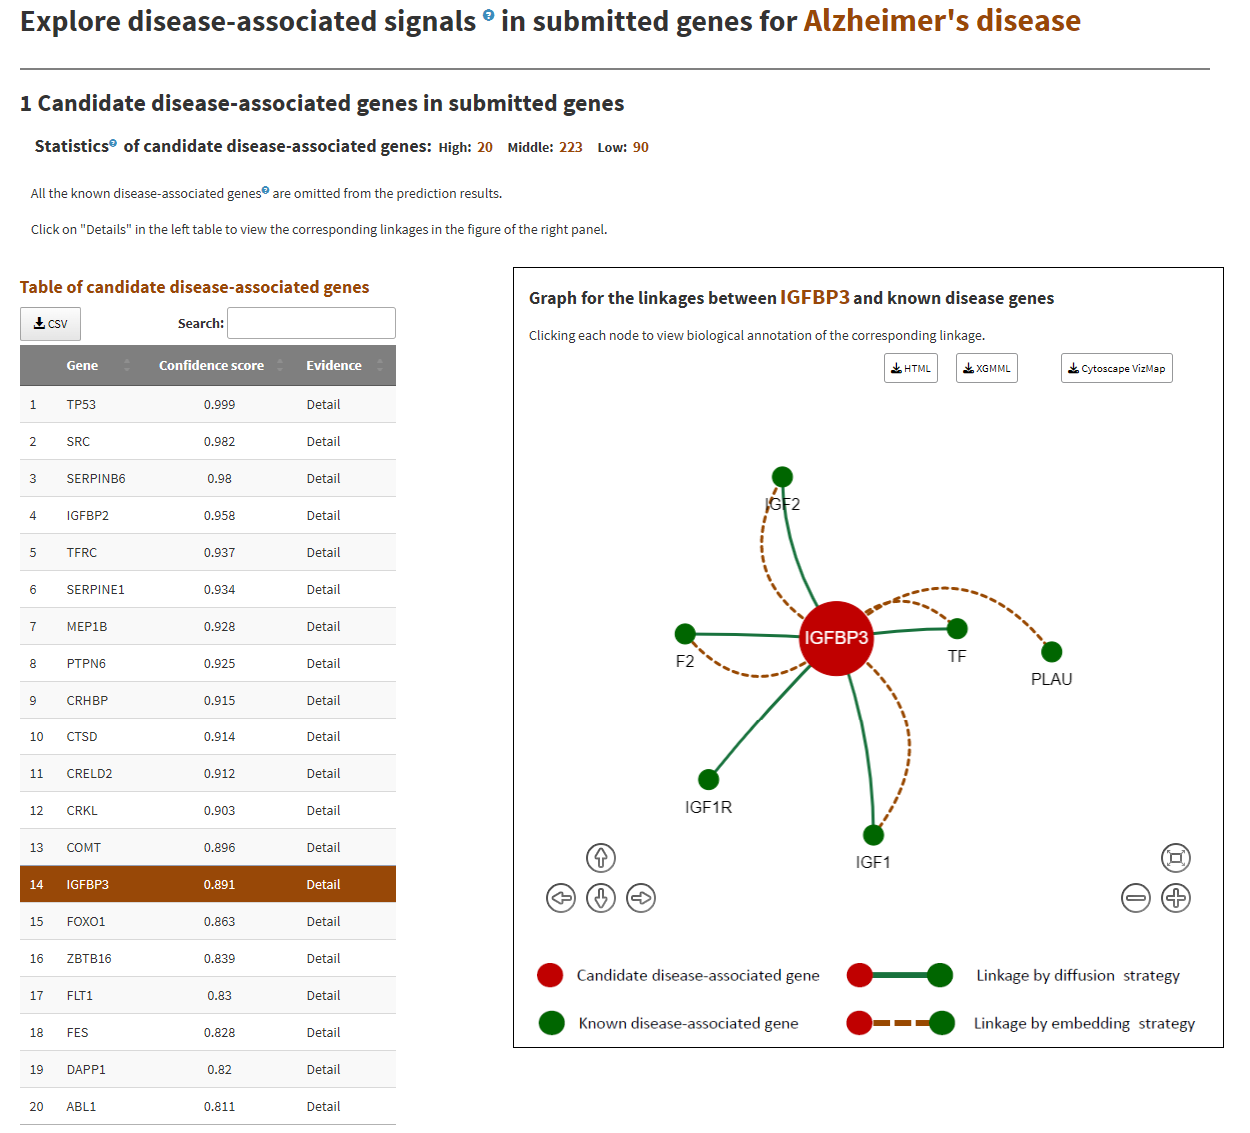 Explore disease-associated signals ? in submitted genes for Alzheimer's disease
1 Candidate disease-associated genes in submitted genes
Statistics? of candidate disease-associated genes: High: 20 Middle: 223 Low: 90
All the known disease-associated genes? are omitted from the prediction results.
Click on "Details" in the left table to view the corresponding linkages in the figure of the right panel.
Table of candidate disease-associated genes
CSV
Search:
Gene Confidence score Evidence
1 TP53 0.999 Detail
2 SRC 0.982 Detail
3 SERPINB6 0.98 Detail
4 IGFBP2 0.958 Detail
5 TFRC 0.937 Detail
6 SERPINE1 0.934 Detail
7 MEP1B 0.928 Detail
8 PTPN6 0.925 Detail
9 CRHBP 0.915 Detail
10 CTSD 0.914 Detail
11 CRELD2 0.912 Detail
12 CRKL 0.903 Detail
13 COMT 0.896 Detail
14 IGFBP3 0.891 Detail
15 FOXO1 0.863 Detail
16 ZBTB16 0.839 Detail
17 FLT1 0.83 Detail
18 FES 0.828 Detail
19 DAPP1 0.82 Detail
20 ABL1 0.811 Detail
Graph for the linkages between IGFBP3 and known disease genes
Clicking each node to view biological annotation of the corresponding linkage.
HTML
XGMML
Cytoscape VizMap
IGF2
IGFBP3
F2
TF
PLAU
IGF1R
IGF1
Candidate disease-associated gene
Linkage by diffusion strategy
Known disease-associated gene
Linkage by embedding strategy